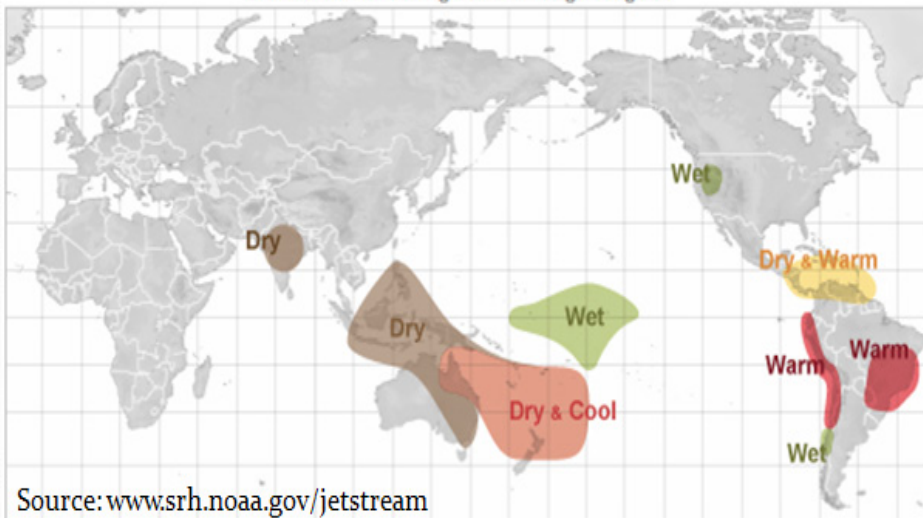 Wet
Dry
Dry & Warm
Dry
Wet
Warm
Warm
Dry & Cool
Wet
Source: www.srh.noaa.gov/jetstream